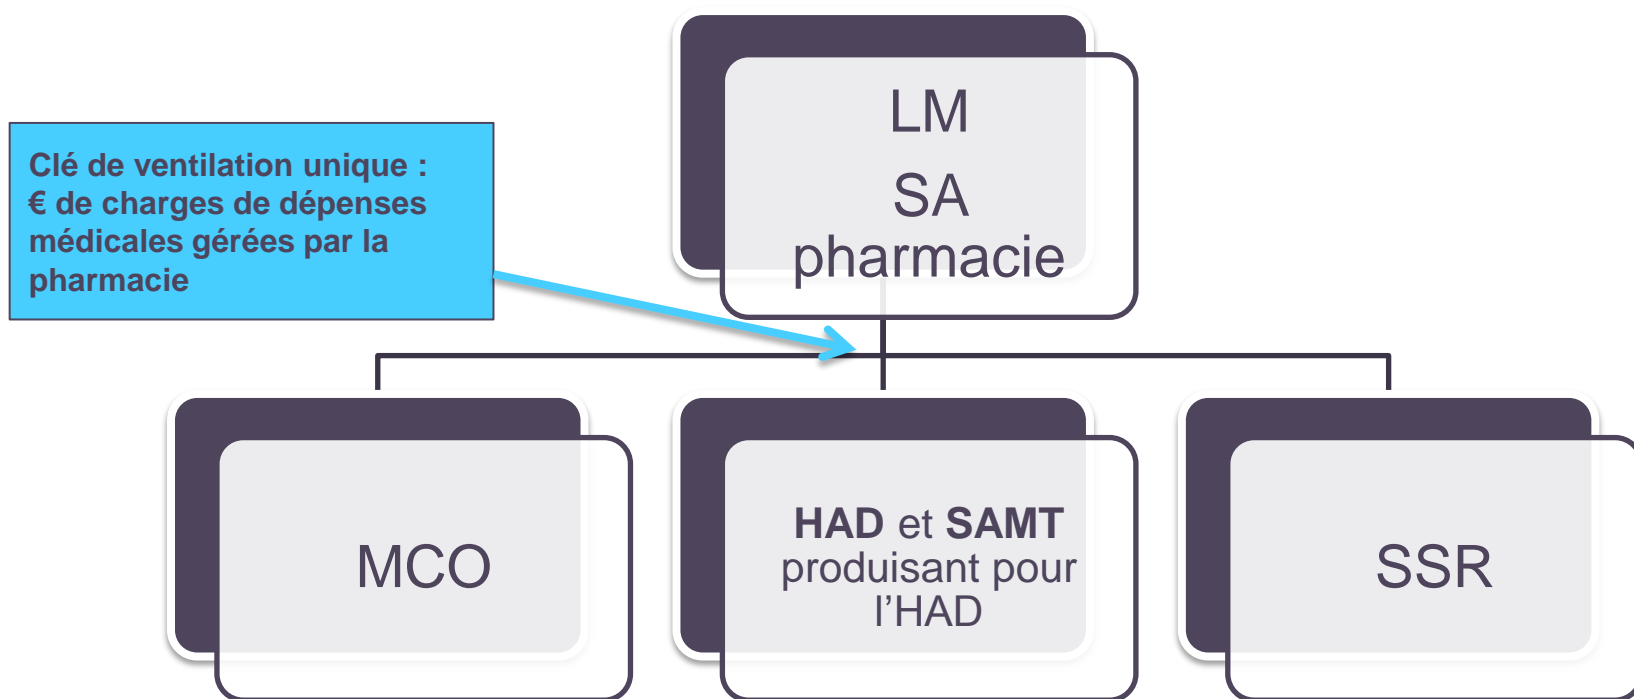 LM
SA
pharmacie
Clé de ventilation unique :
€ de charges de dépenses
médicales gérées par la
pharmacie
MCO
HAD et SAMT
produisant pour
l’HAD
SSR